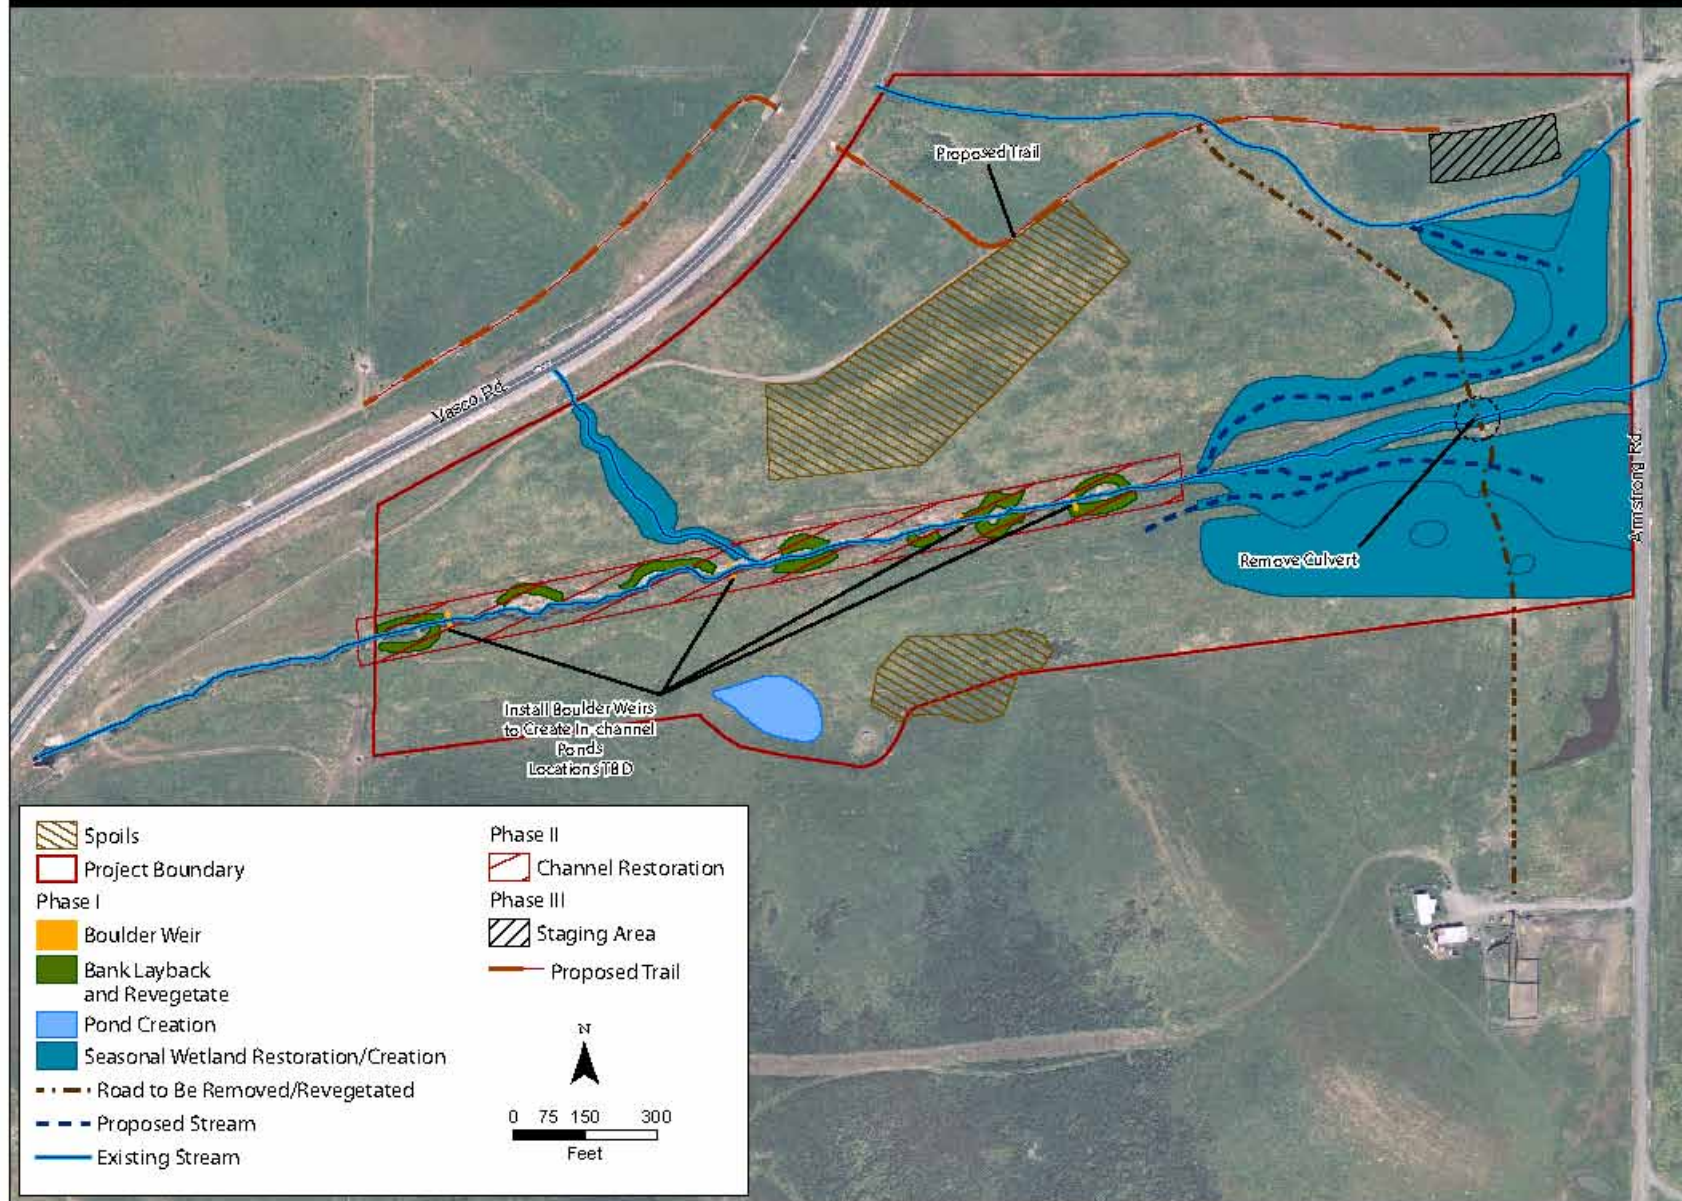 Proposed Trail
Vasco Rd.
Armstrong Rd.
Remove Culvert
Install Boulder Weirs
to Create In channel
Ponds
Locations TBD
Spoils
Project Boundary
Phase I
Boulder Weir
Bank Layback
and Revegetate
Pond Creation
Seasonal Wetland Restoration/Creation
Road to Be Removed/Revegetated
Proposed Stream
Existing Stream
Phase II
Channel Restoration
Phase III
Staging Area
Proposed Trail
N
0 75 150 300
Feet